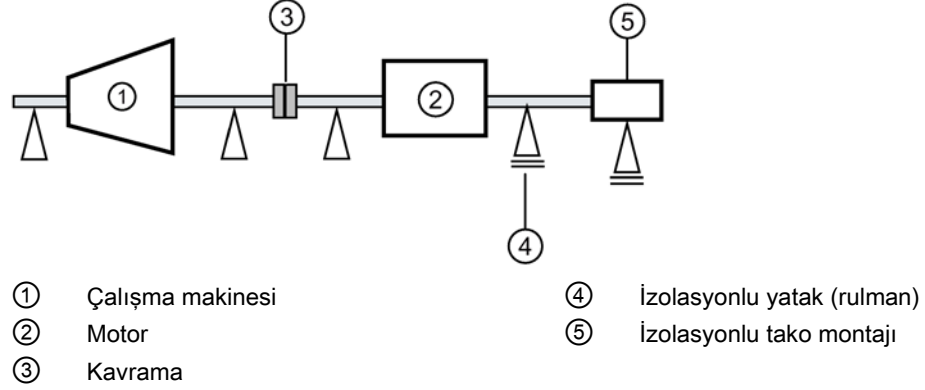 ③
⑤
①
②
④
① Çalışma makinesi
② Motor
③ Kavrama
④ İzolasyonlu yatak (rulman)
⑤ İzolasyonlu tako montajı